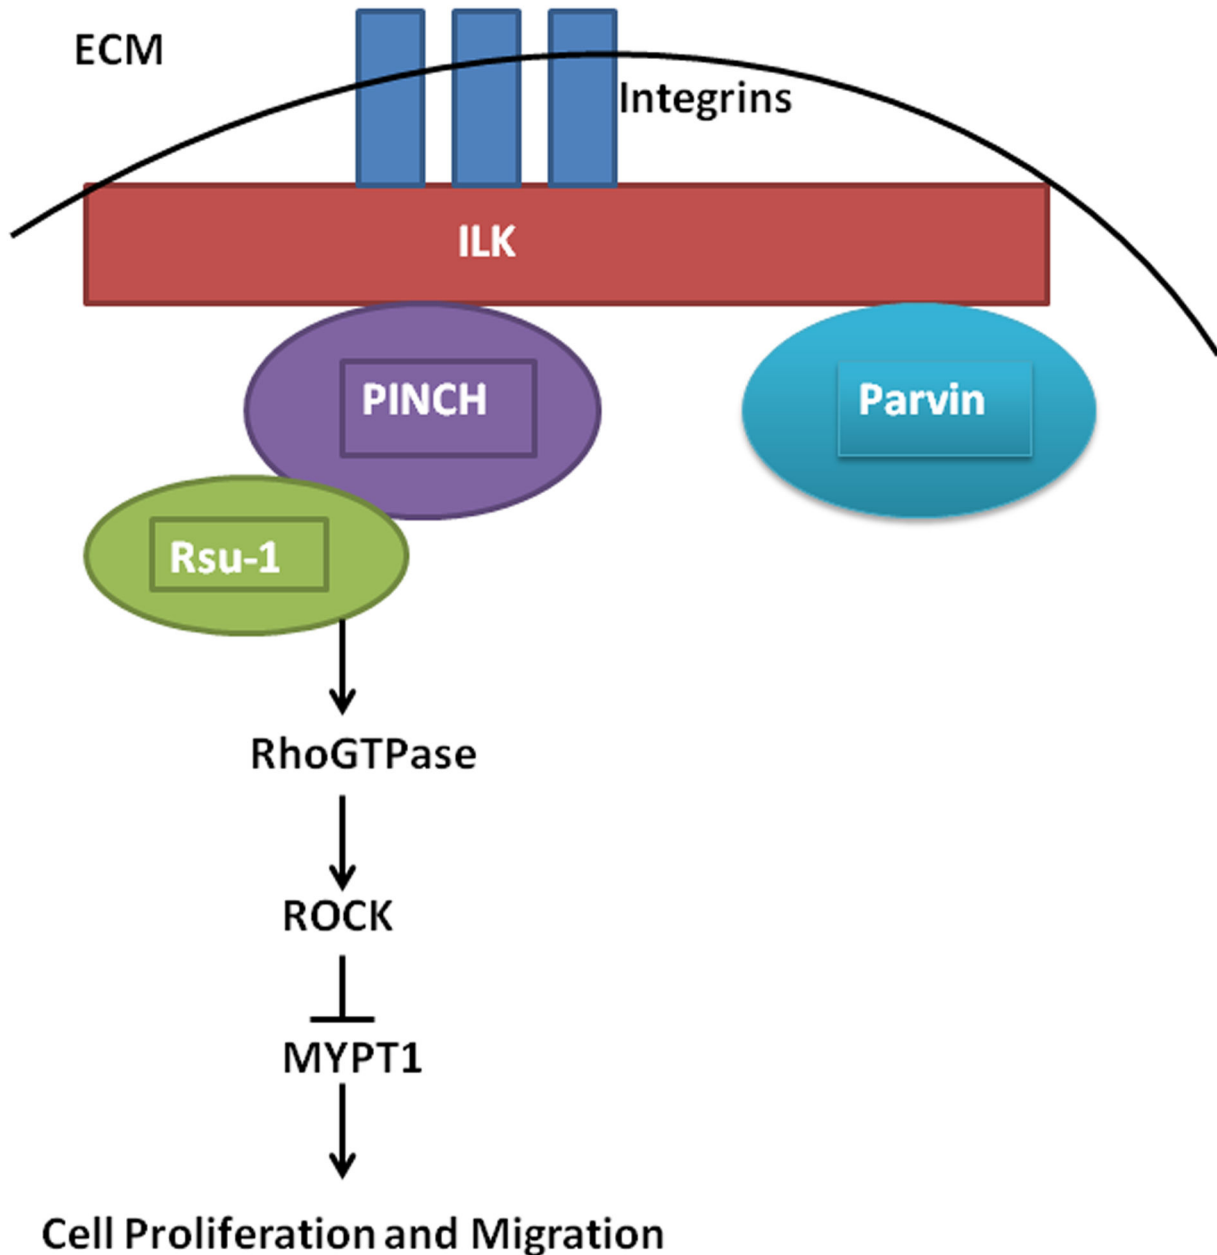 ECM
Integrins
ILK
PINCH
Parvin
Rsu-1
RhoGTPase
ROCK
MYPT1
Cell Proliferation and Migration